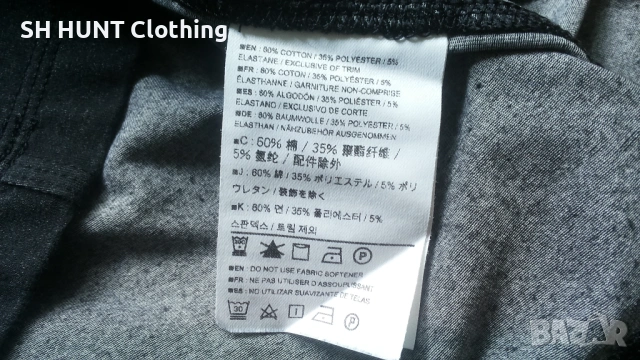 SH HUNT Clothing
■EN : 60% COTTON / 35% POLYESTER / 5%
ELASTANE / EXCLUSIVE OF TRIM
■FR : 60% COTON / 35% POLYESTER / 5%
ÉLASTHANNE / GARNITURE NON-COMPRISE
■ES : 60% ALGODÓN / 35% POLIÉSTER / 5%
ELASTANO / EXCLUSIVO DE CORTE
■DE : 60% BAUMWOLLE / 35% POLYESTER / 5%
ELASTHAN / NÄHZUBEHÖR AUSGENOMMEN
■C: 60% 棉 / 35% 聚酯纤维 /
5% 氨纶 / 配件除外
■J : 60% 綿 / 35% ポリエステル / 5% ポリ
ウレタン / 装飾を除く
■K : 60% 면 / 35% 폴리에스터 / 5%
스판덱스 / 트림 제외
P
■EN : DO NOT USE FABRIC SOFTENER
■FR : NE PAS UTILISER D'ASSOUPLISSANT
■ES : NO UTILIZAR SUAVIZANTE DE TELAS
30 P
BAZAR